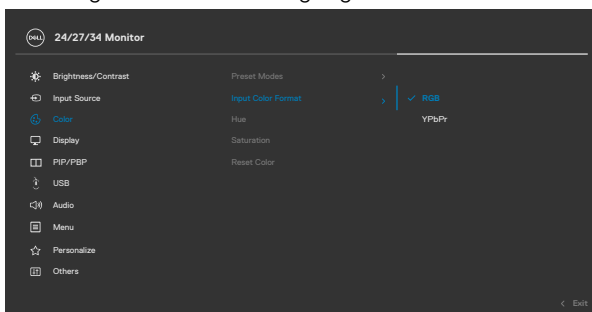 DELL 24/27/34 Monitor
Brightness/Contrast Preset Modes >
Input Source Input Color Format > ✓ RGB
Color Hue YPbPr
Display Saturation
PIP/PBP Reset Color
USB
Audio
Menu
Personalize
Others
< Exit